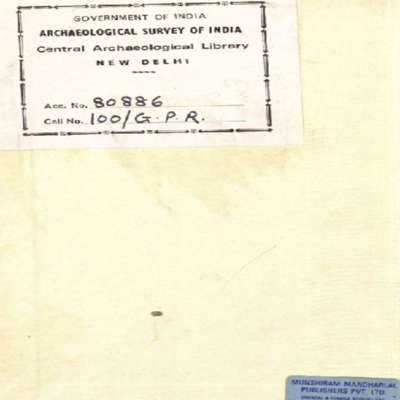 GOVERNMENT OF INDIA
ARCHAEOLOGICAL SURVEY OF INDIA
Central Archaeological Library
NEW DELHI
Acc. No. 80886
Call No. 100/G.P.R.
MUNSHIRAM MANOHARLAL
PUBLISHERS PVT. LTD.